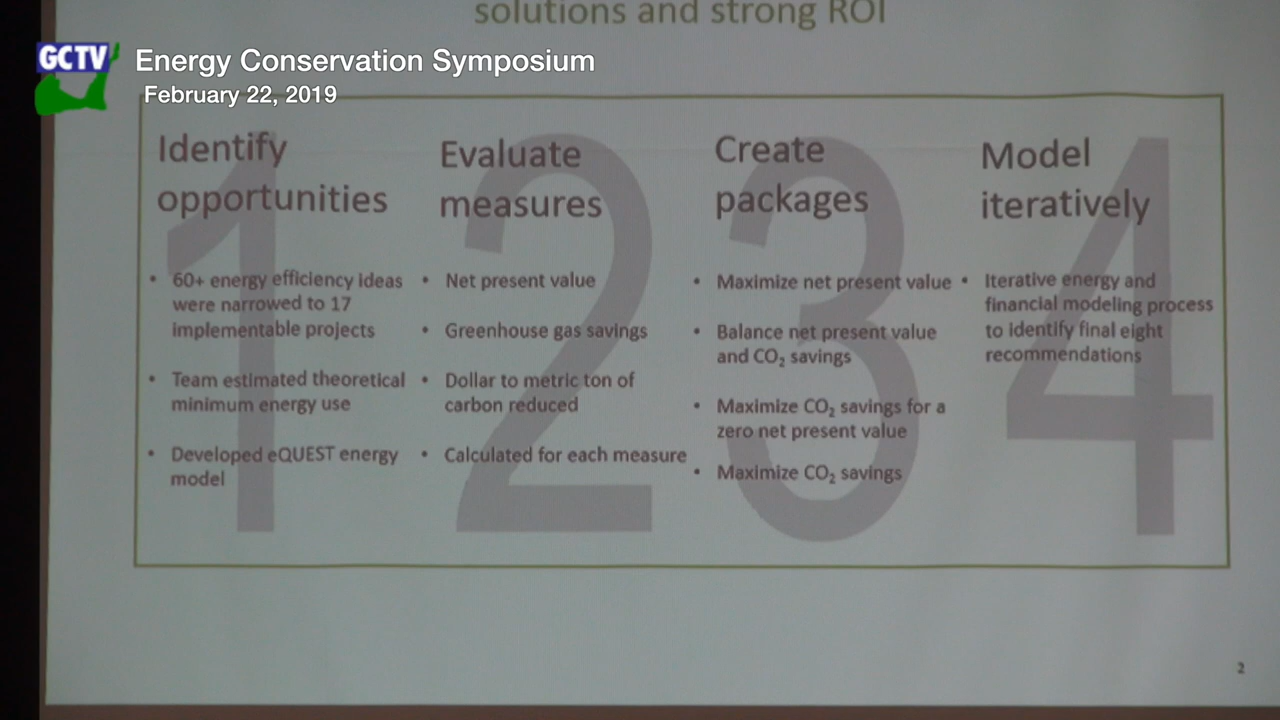 solutions and strong ROI
GCTV
Energy Conservation Symposium
February 22, 2019
1
Identify
opportunities
• 60+ energy efficiency ideas
were narrowed to 17
implementable projects
• Team estimated theoretical
minimum energy use
• Developed eQUEST energy
model
2
Evaluate
measures
• Net present value
• Greenhouse gas savings
• Dollar to metric ton of
carbon reduced
• Calculated for each measure
3
Create
packages
• Maximize net present value
• Balance net present value
and CO₂ savings
• Maximize CO₂ savings for a
zero net present value
• Maximize CO₂ savings
4
Model
iteratively
• Iterative energy and
financial modeling process
to identify final eight
recommendations
2